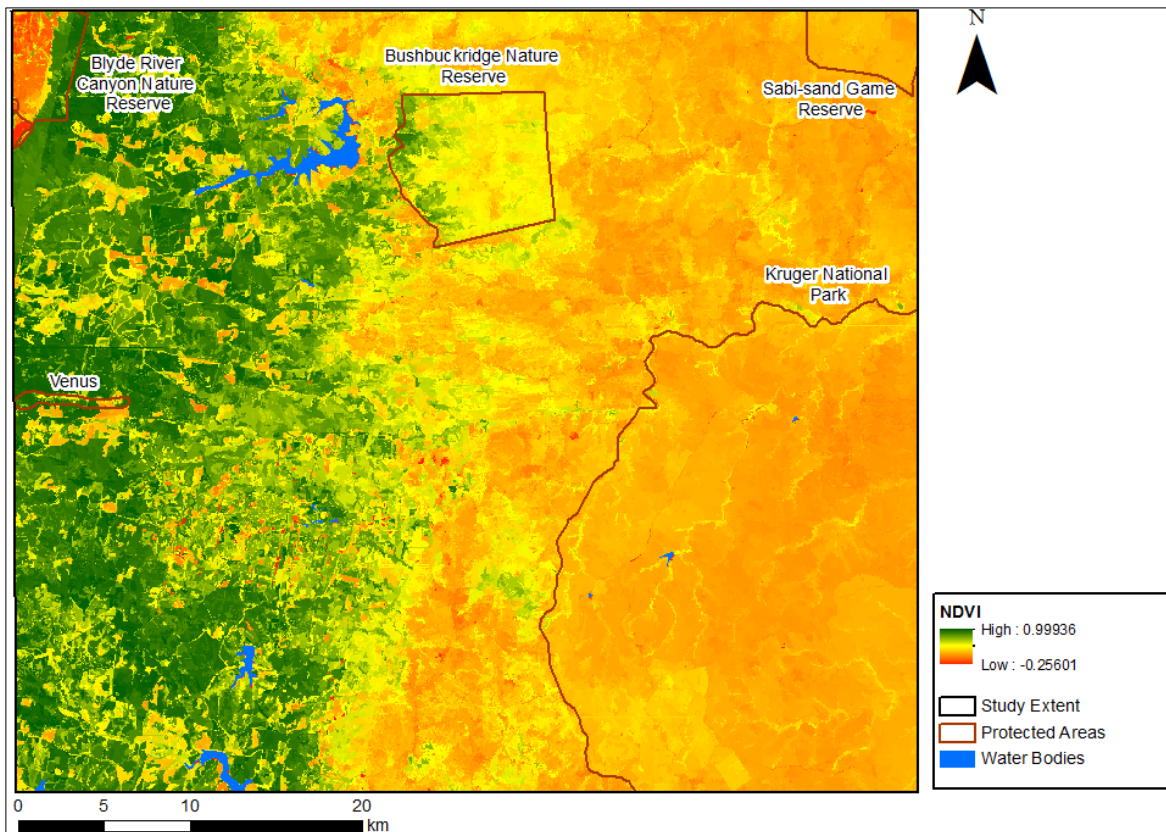 N
Blyde River
Canyon Nature
Reserve
Bushbuckridge Nature
Reserve
Sabi-sand Game
Reserve
Kruger National
Park
Venus
NDVI
High : 0.99936
Low : -0.25601
Study Extent
Protected Areas
Water Bodies
0 5 10 20
km